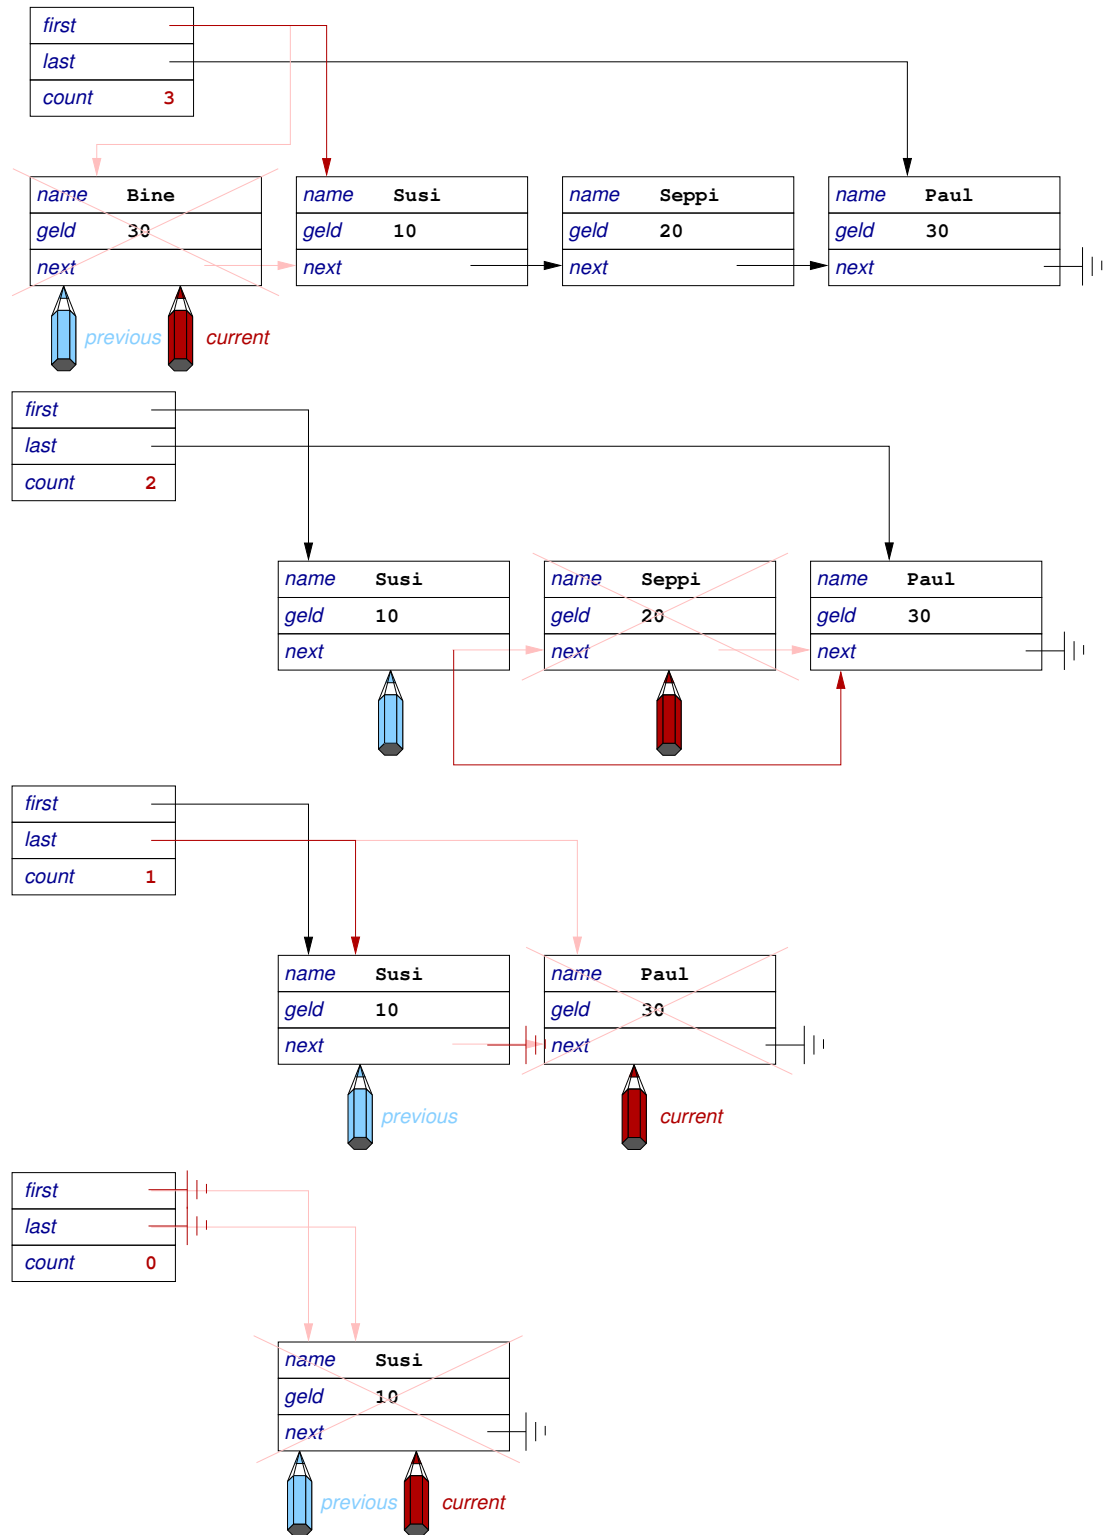 first
last
count 3
name Bine name Susi name Seppi name Paul
geld 30 geld 10 geld 20 geld 30
next next next next
previous current
first
last
count 2
name Susi name Seppi name Paul
geld 10 geld 20 geld 30
next next next
first
last
count 1
name Susi name Paul
geld 10 geld 30
next next
previous current
first
last
count 0
name Susi
geld 10
next
previous current